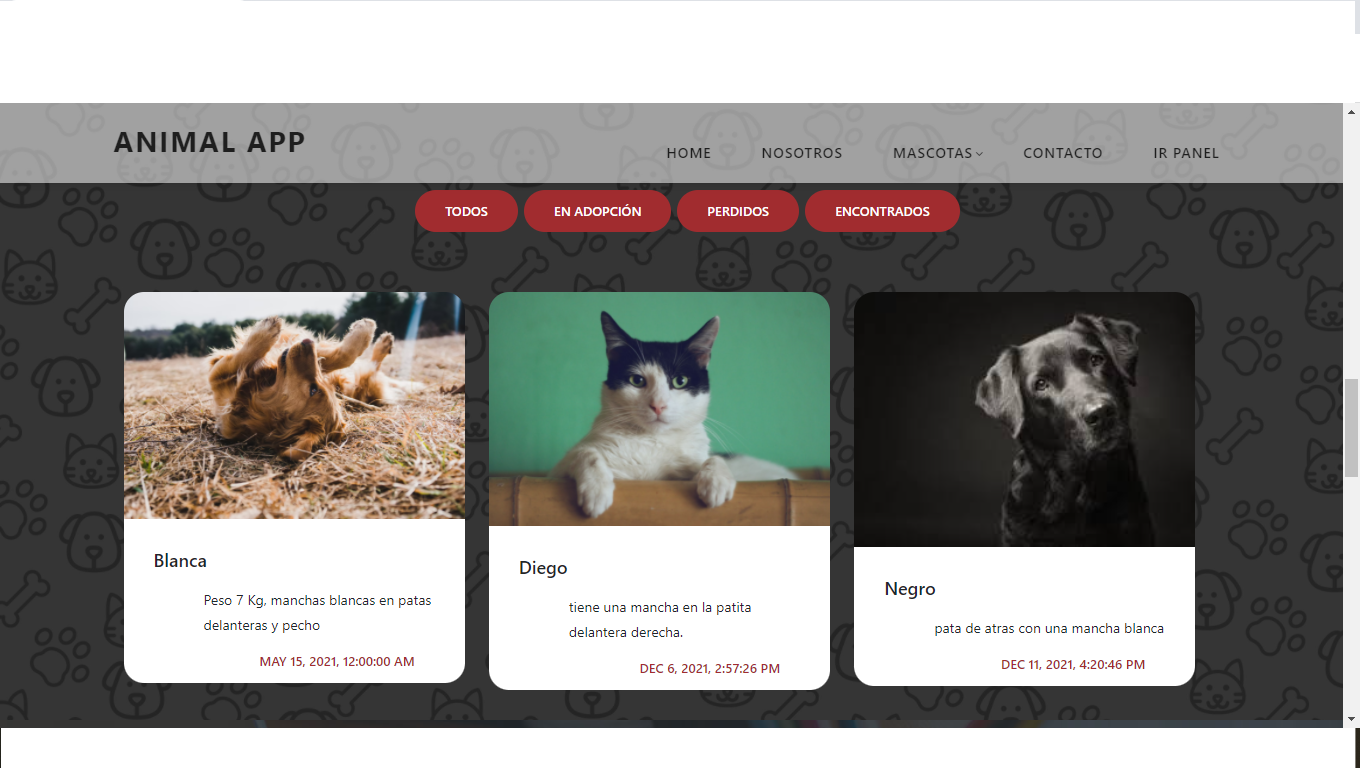 ANIMAL APP
HOME NOSOTROS MASCOTAS CONTACTO IR PANEL
TODOS EN ADOPCIÓN PERDIDOS ENCONTRADOS
Blanca
Peso 7 Kg, manchas blancas en patas
delanteras y pecho
MAY 15, 2021, 12:00:00 AM
Diego
tiene una mancha en la patita
delantera derecha.
DEC 6, 2021, 2:57:26 PM
Negro
pata de atras con una mancha blanca
DEC 11, 2021, 4:20:46 PM